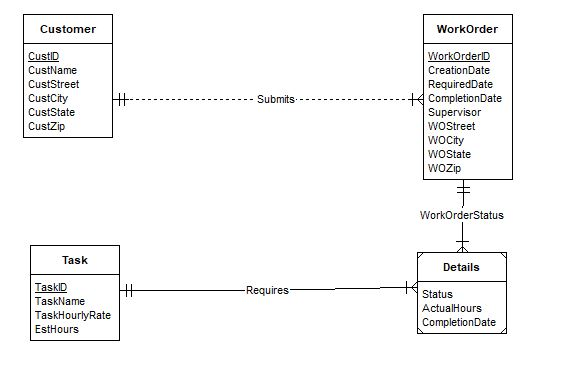 Customer
CustID
CustName
CustStreet
CustCity
CustState
CustZip
Submits
WorkOrder
WorkOrderID
CreationDate
RequiredDate
CompletionDate
Supervisor
WOStreet
WOCity
WOState
WOZip
WorkOrderStatus
Task
TaskID
TaskName
TaskHourlyRate
EstHours
Requires
Details
Status
ActualHours
CompletionDate